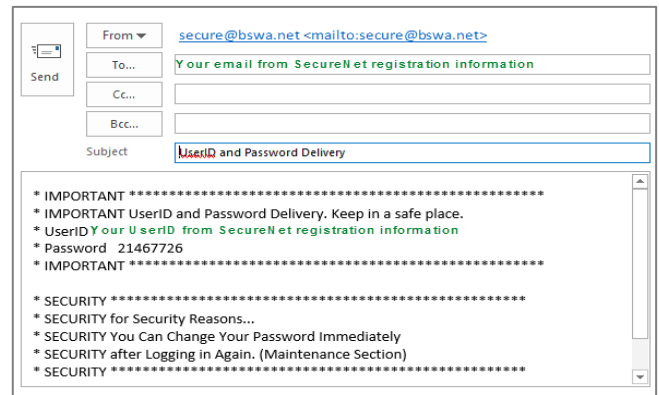 From secure@bswa.net <mailto:secure@bswa.net>
Send
To... Your email from SecureNet registration information
Cc...
Bcc...
Subject UserID and Password Delivery
* IMPORTANT ****************************************************
* IMPORTANT UserID and Password Delivery. Keep in a safe place.
* UserID Your UserID from SecureNet registration information
* Password 21467726
* IMPORTANT ****************************************************
* SECURITY ****************************************************
* SECURITY for Security Reasons...
* SECURITY You Can Change Your Password Immediately
* SECURITY after Logging in Again. (Maintenance Section)
* SECURITY ****************************************************